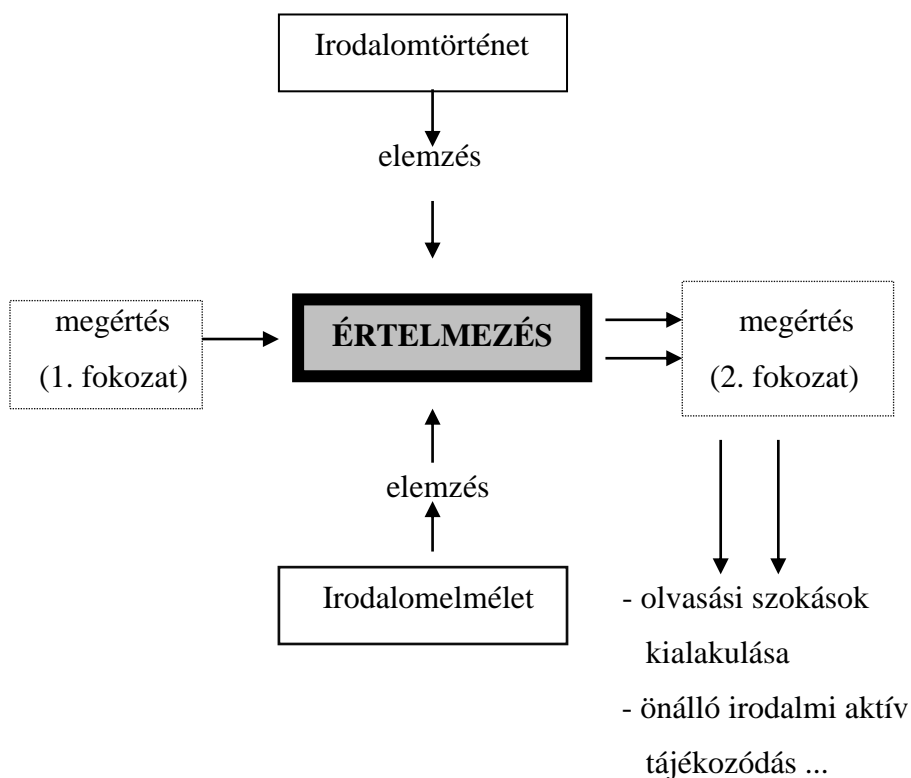 Irodalomtörténet
elemzés
megértés
(1. fokozat)
ÉRTELMEZÉS
megértés
(2. fokozat)
elemzés
Irodalomelmélet
- olvasási szokások
kialakulása
- önálló irodalmi aktív
tájékozódás ...